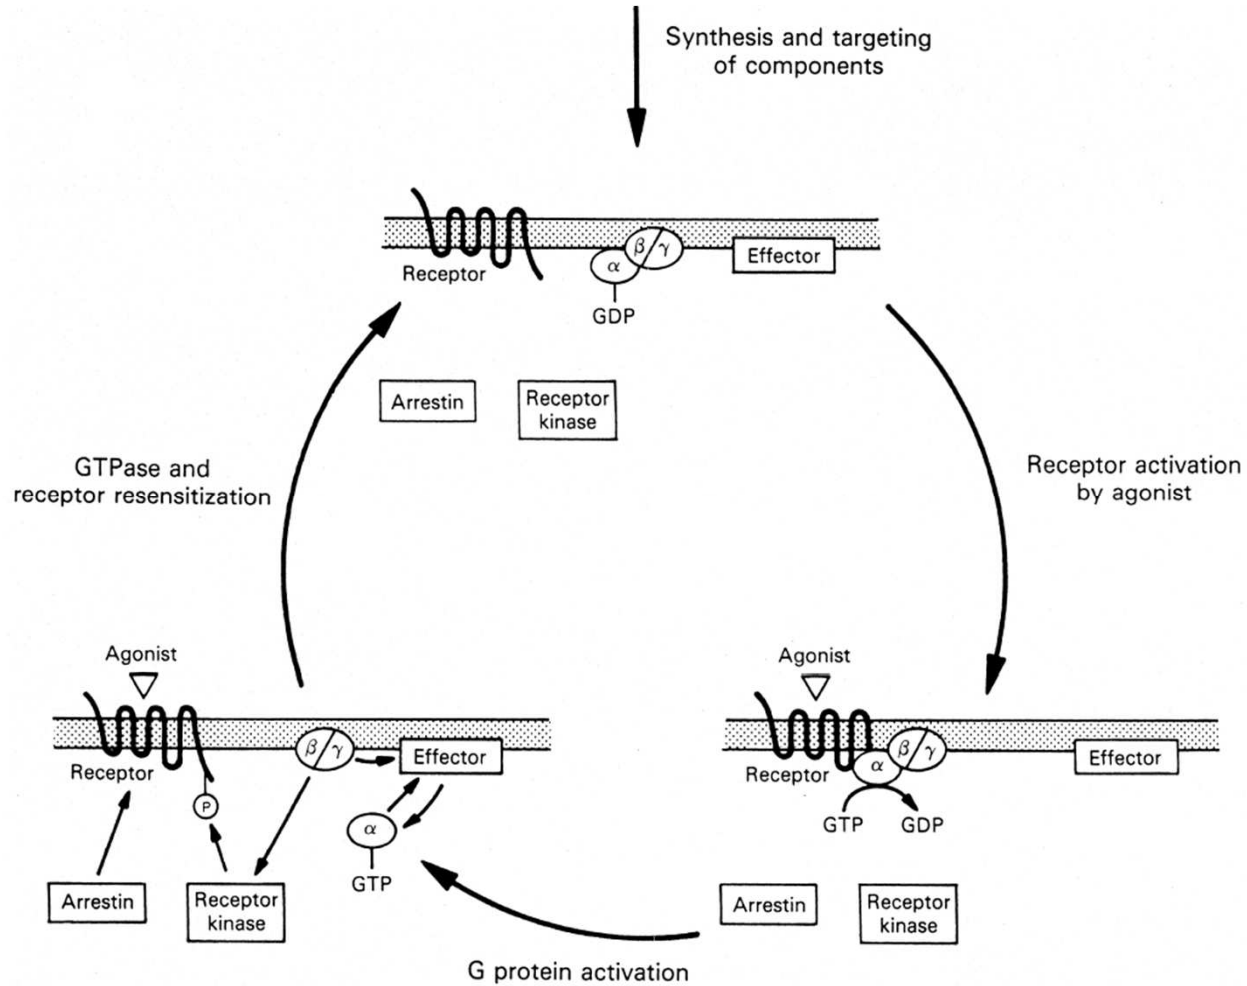 Synthesis and targeting
of components
β/γ
α
Receptor
Effector
GDP
Arrestin
Receptor
kinase
GTPase and
receptor resensitization
Receptor activation
by agonist
Agonist
β/γ
Effector
Receptor
P
α
GTP
Arrestin
Receptor
kinase
Agonist
β/γ
α
Effector
Receptor
GTP
GDP
Arrestin
Receptor
kinase
G protein activation